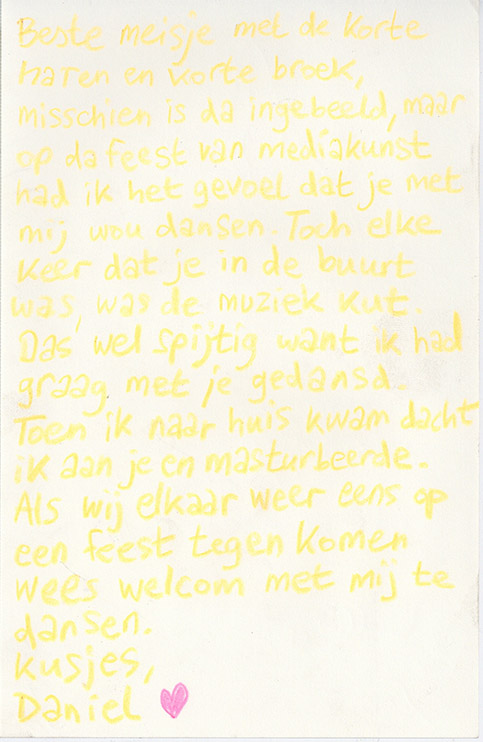 Beste meisje met de korte
haren en korte broek,
misschien is da ingebeeld, maar
op da feest van mediakunst
had ik het gevoel dat je met
mij wou dansen. Toch elke
keer dat je in de buurt
was, was de muziek kut.
Das wel spijtig want ik had
graag met je gedansd.
Toen ik naar huis kwam dacht
ik aan je en masturbeerde.
Als wij elkaar weer eens op
een feest tegen komen
wees welcom met mij te
dansen.
Kusjes,
Daniel